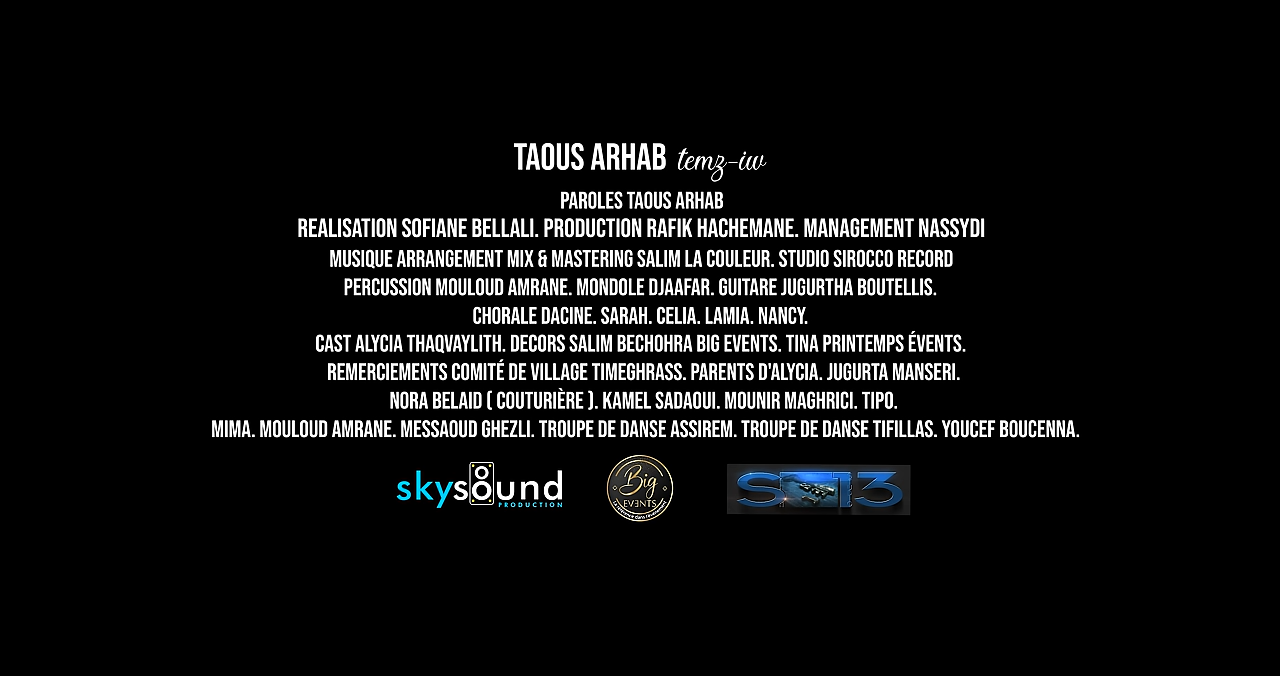 TAOUS ARHAB temz-iw
PAROLES TAOUS ARHAB
REALISATION SOFIANE BELLALI. PRODUCTION RAFIK HACHEMANE. MANAGEMENT NASSYDI
MUSIQUE ARRANGEMENT MIX & MASTERING SALIM LA COULEUR. STUDIO SIROCCO RECORD
PERCUSSION MOULOUD AMRANE. MONDOLE DJAAFAR. GUITARE JUGURTHA BOUTELLIS.
CHORALE DACINE. SARAH. CELIA. LAMIA. NANCY.
CAST ALYCIA THAQVAYLITH. DECORS SALIM BECHOHRA BIG EVENTS. TINA PRINTEMPS ÉVENTS.
REMERCIEMENTS COMITÉ DE VILLAGE TIMEGHRASS. PARENTS D'ALYCIA. JUGURTA MANSERI.
NORA BELAID ( COUTURIÈRE ). KAMEL SADAOUI. MOUNIR MAGHRICI. TIPO.
MIMA. MOULOUD AMRANE. MESSAOUD GHEZLI. TROUPE DE DANSE ASSIREM. TROUPE DE DANSE TIFILLAS. YOUCEF BOUCENNA.
skysound
PRODUCTION
Big
EVENTS